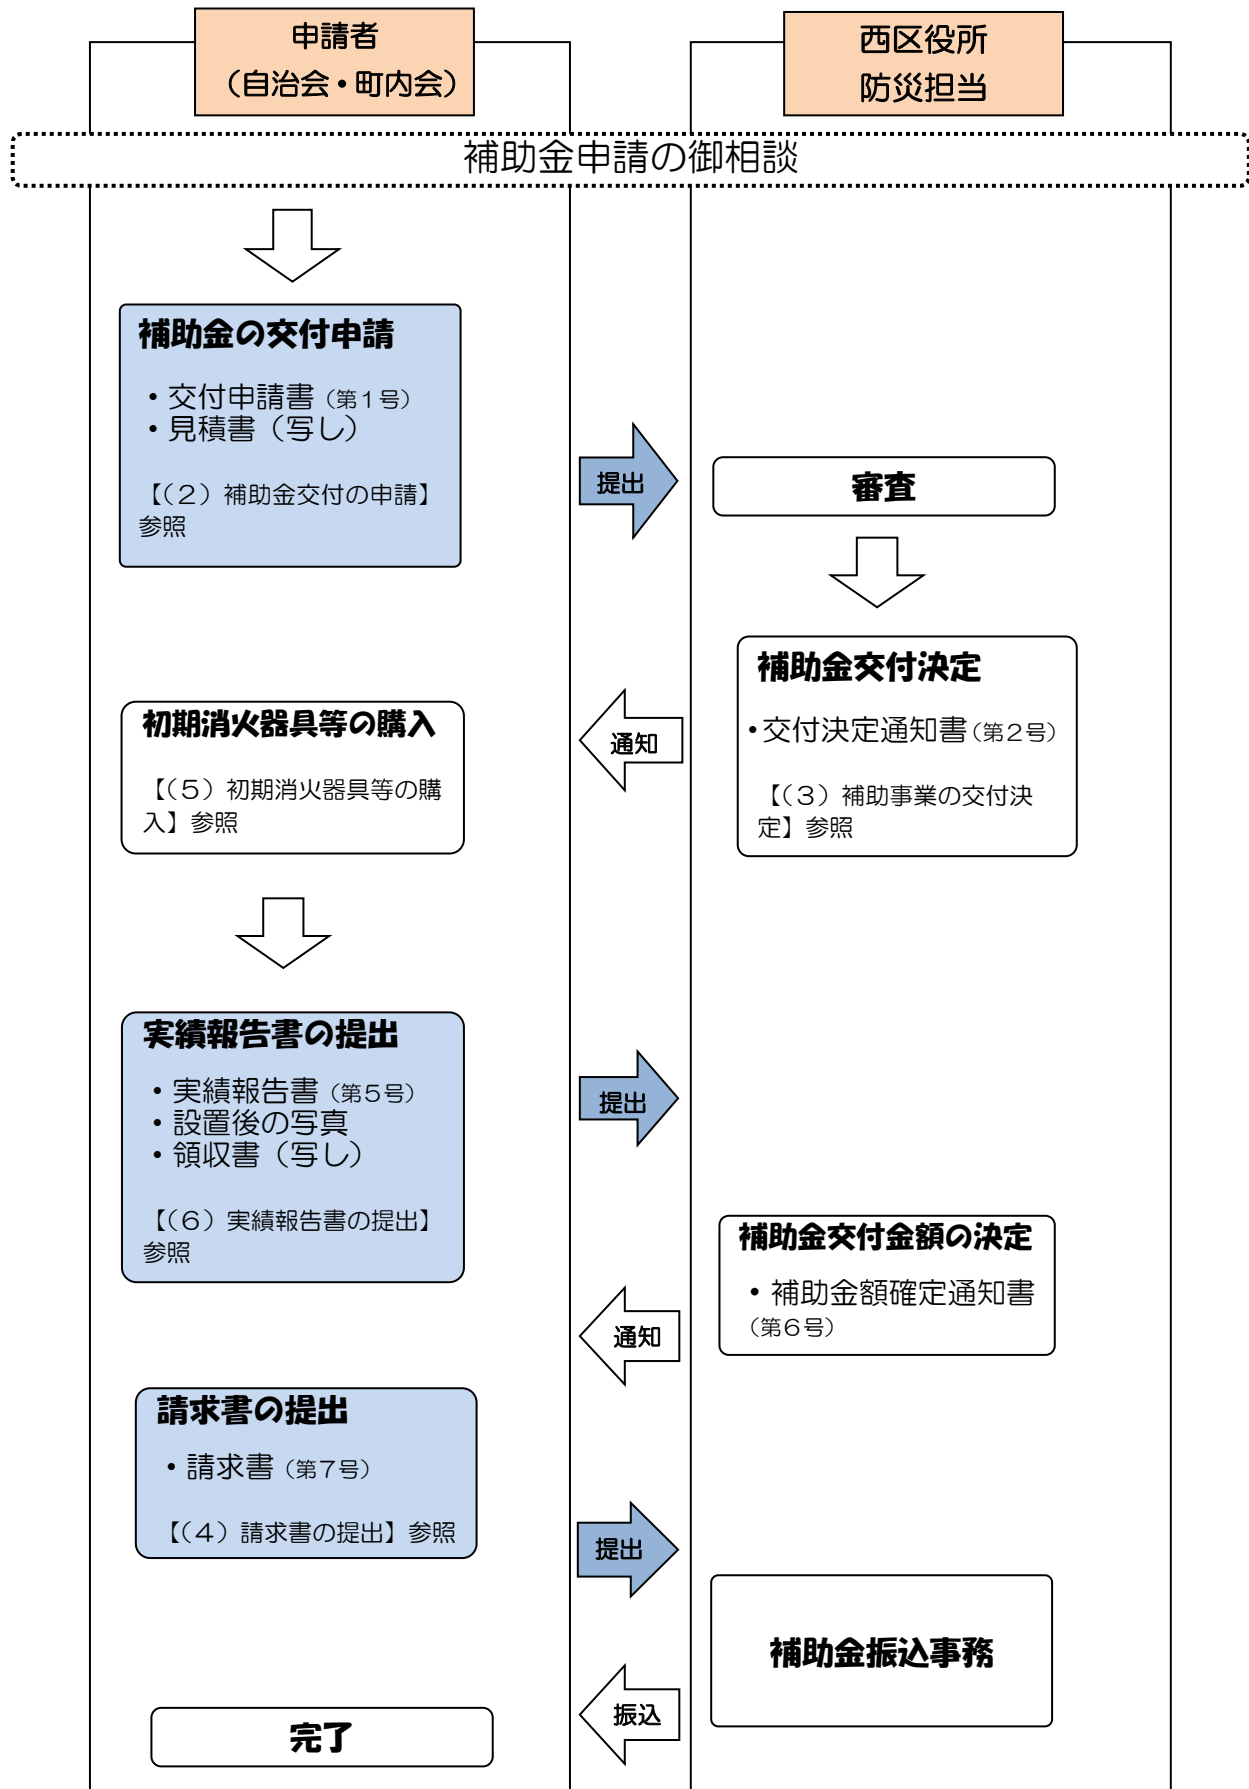 申請者
（自治会・町内会）
西区役所
防災担当
補助金申請の御相談
補助金の交付申請
・交付申請書（第１号）
・見積書（写し）
【（２）補助金交付の申請】
参照
提出
審査
補助金交付決定
・交付決定通知書（第２号）
【（３）補助事業の交付決
定】参照
通知
初期消火器具等の購入
【（５）初期消火器具等の購
入】参照
実績報告書の提出
・実績報告書（第５号）
・設置後の写真
・領収書（写し）
【（６）実績報告書の提出】
参照
提出
補助金交付金額の決定
・補助金額確定通知書
（第６号）
通知
請求書の提出
・請求書（第７号）
【（４）請求書の提出】参照
提出
補助金振込事務
振込
完了